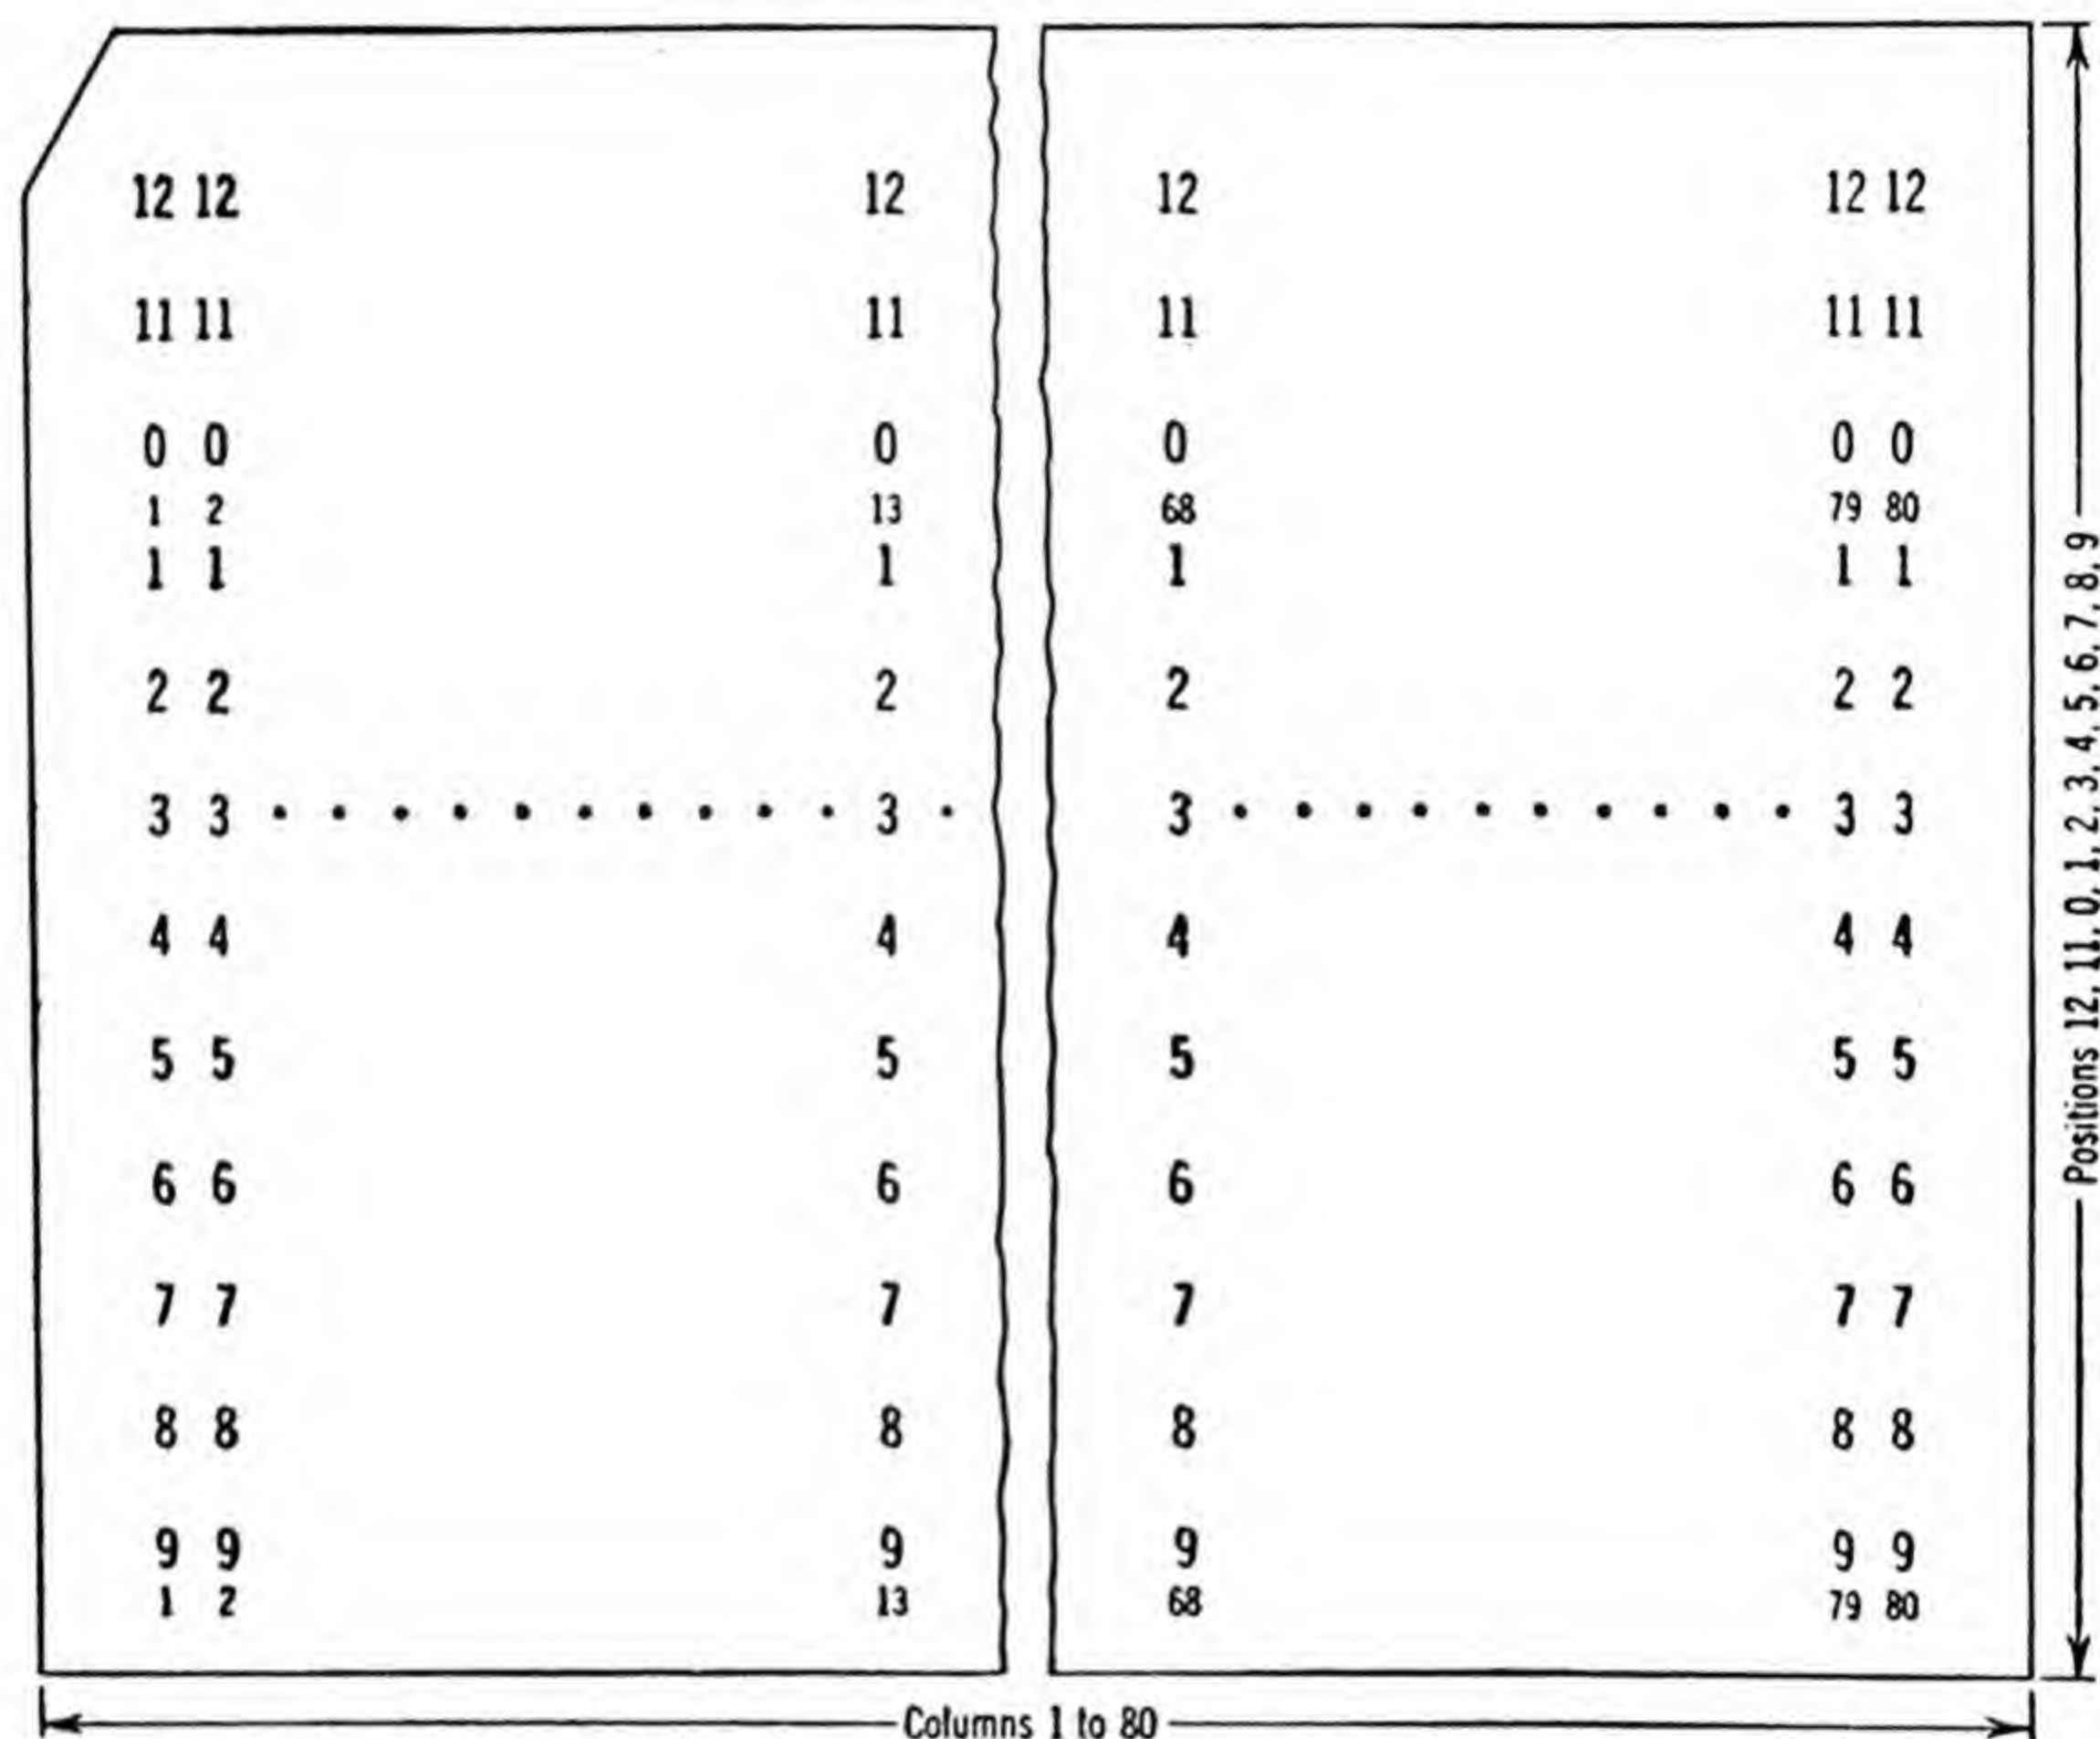 12 12 12 12 12 12
11 11 11 11 11 11
0 0 0 0 0 0
1 2 13 68 79 80
1 1 1 1 1 1
2 2 2 2 2 2
3 3 . . . . . . . . . . 3 . 3 . . . . . . . . . . 3 3
4 4 4 4 4 4
5 5 5 5 5 5
6 6 6 6 6 6
7 7 7 7 7 7
8 8 8 8 8 8
9 9 9 9 9 9
1 2 13 68 79 80
Columns 1 to 80
Positions 12, 11, 0, 1, 2, 3, 4, 5, 6, 7, 8, 9